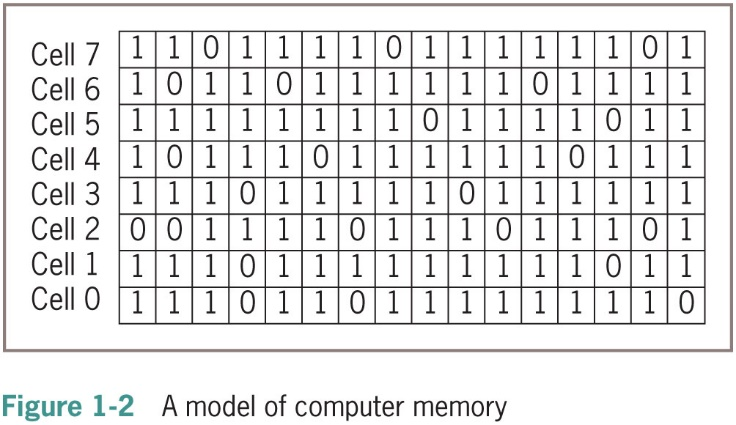 Cell 7 1 1 0 1 1 1 1 0 1 1 1 1 1 1 0 1
Cell 6 1 0 1 1 0 1 1 1 1 1 1 0 1 1 1 1
Cell 5 1 1 1 1 1 1 1 1 0 1 1 1 1 0 1 1
Cell 4 1 0 1 1 1 0 1 1 1 1 1 1 0 1 1 1
Cell 3 1 1 1 0 1 1 1 1 1 0 1 1 1 1 1 1
Cell 2 0 0 1 1 1 1 0 1 1 1 0 1 1 1 0 1
Cell 1 1 1 1 0 1 1 1 1 1 1 1 1 1 0 1 1
Cell 0 1 1 1 0 1 1 0 1 1 1 1 1 1 1 1 0
Figure 1-2 A model of computer memory